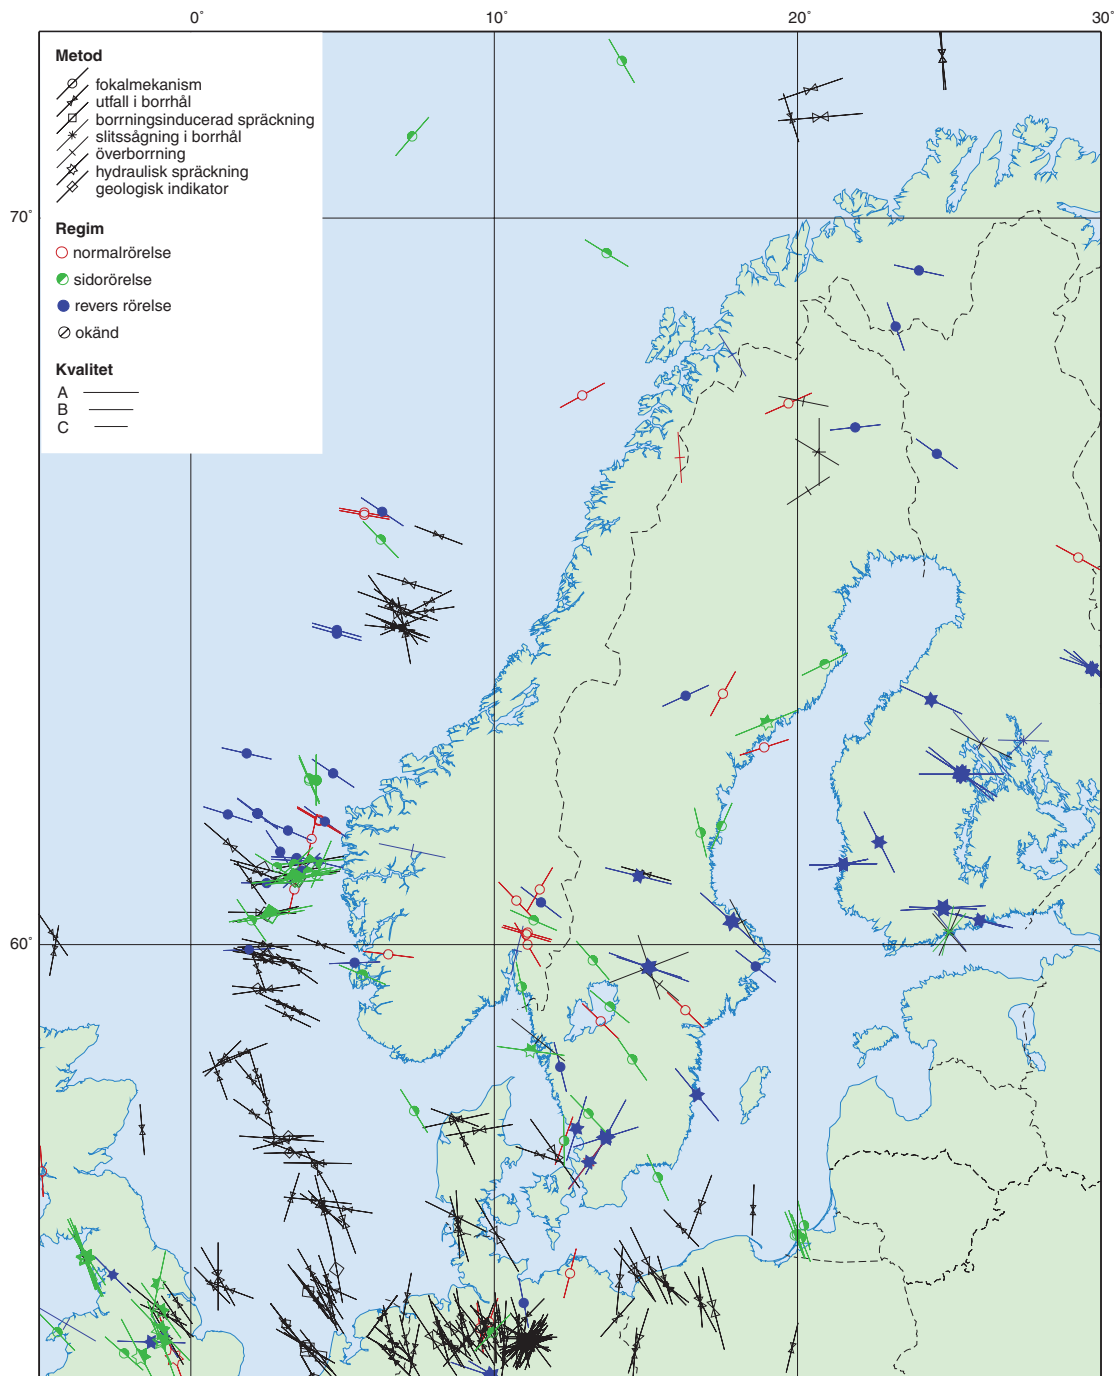 0°
10°
20°
30°
Metod
fokalmekanism
utfall i borrhål
borrningsinducerad spräckning
slitssågning i borrhål
överborrning
hydraulisk spräckning
geologisk indikator
70°
Regim
normalrörelse
sidorörelse
revers rörelse
okänd
Kvalitet
A
B
C
60°